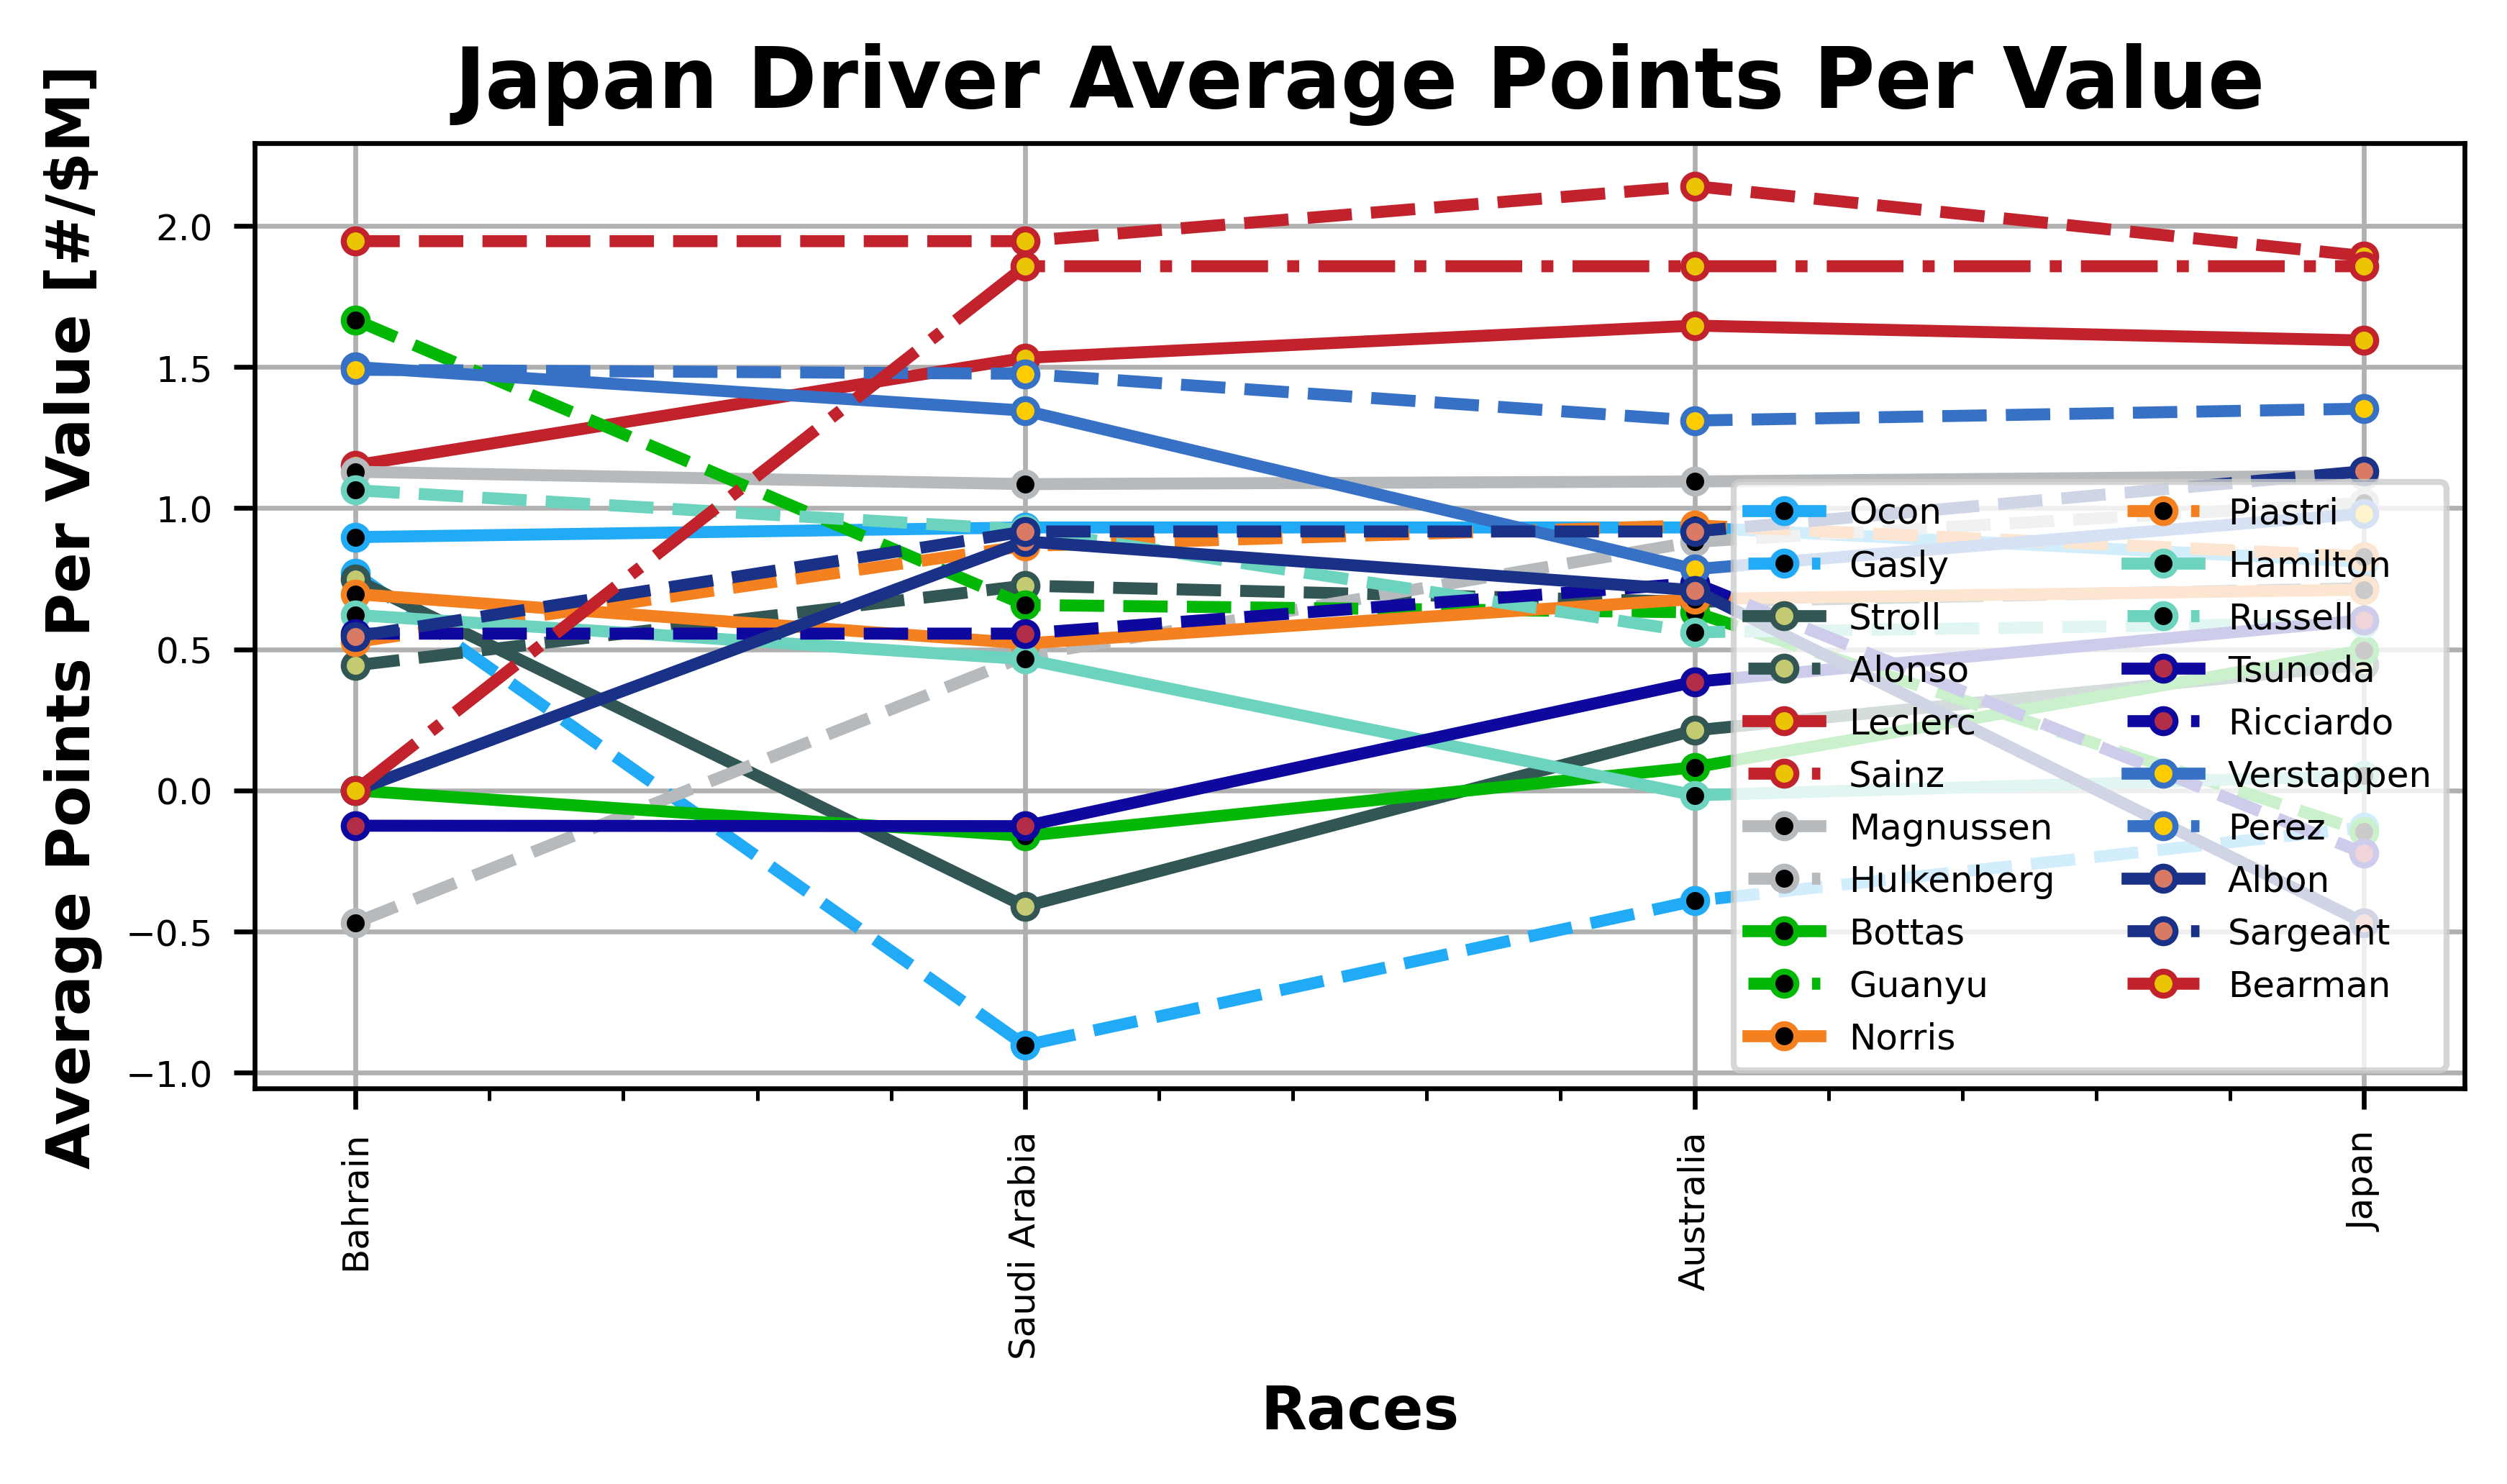 Japan Driver Average Points Per Value
Average Points Per Value [#/$M]
2.0
1.5
1.0
0.5
0.0
−0.5
−1.0
Ocon
Gasly
Stroll
Alonso
Leclerc
Sainz
Magnussen
Hulkenberg
Bottas
Guanyu
Norris
Piastri
Hamilton
Russell
Tsunoda
Ricciardo
Verstappen
Perez
Albon
Sargeant
Bearman
Bahrain
Saudi Arabia
Australia
Japan
Races